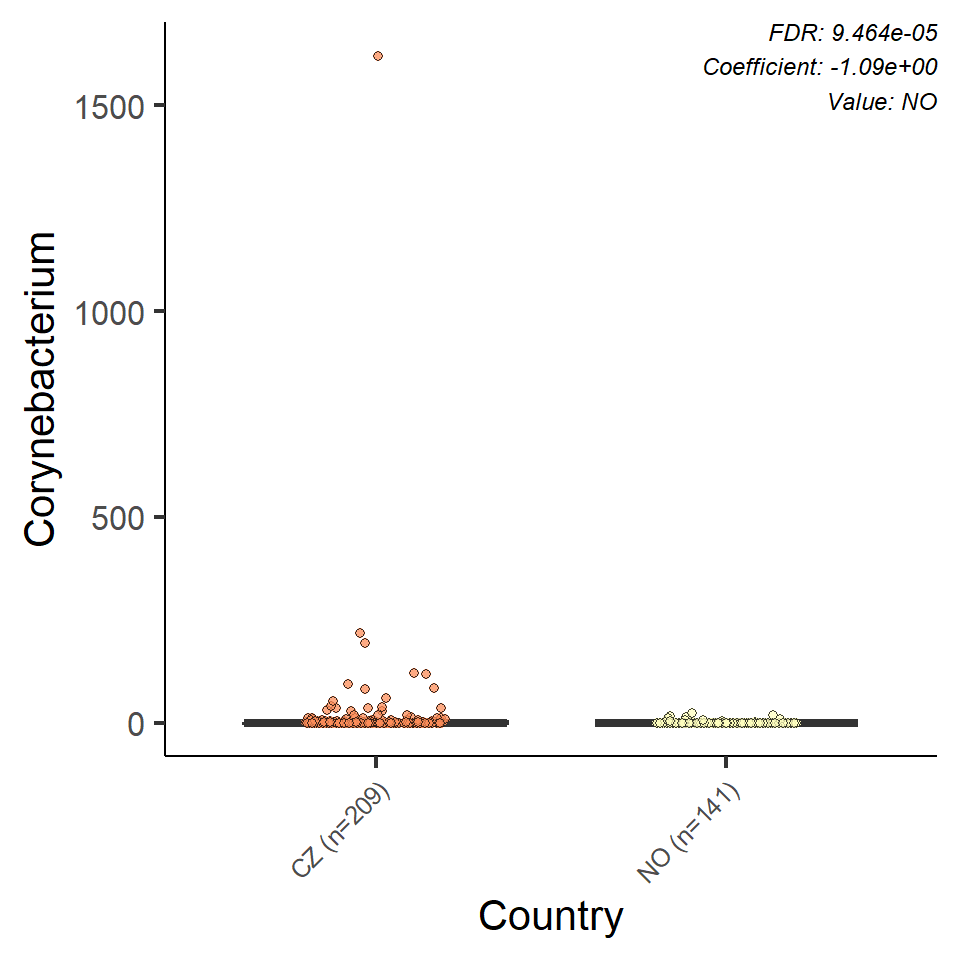 FDR: 9.464e-05
Coefficient: -1.09e+00
Value: NO
Corynebacterium
1500
1000
500
0
CZ (n=209)
NO (n=141)
Country